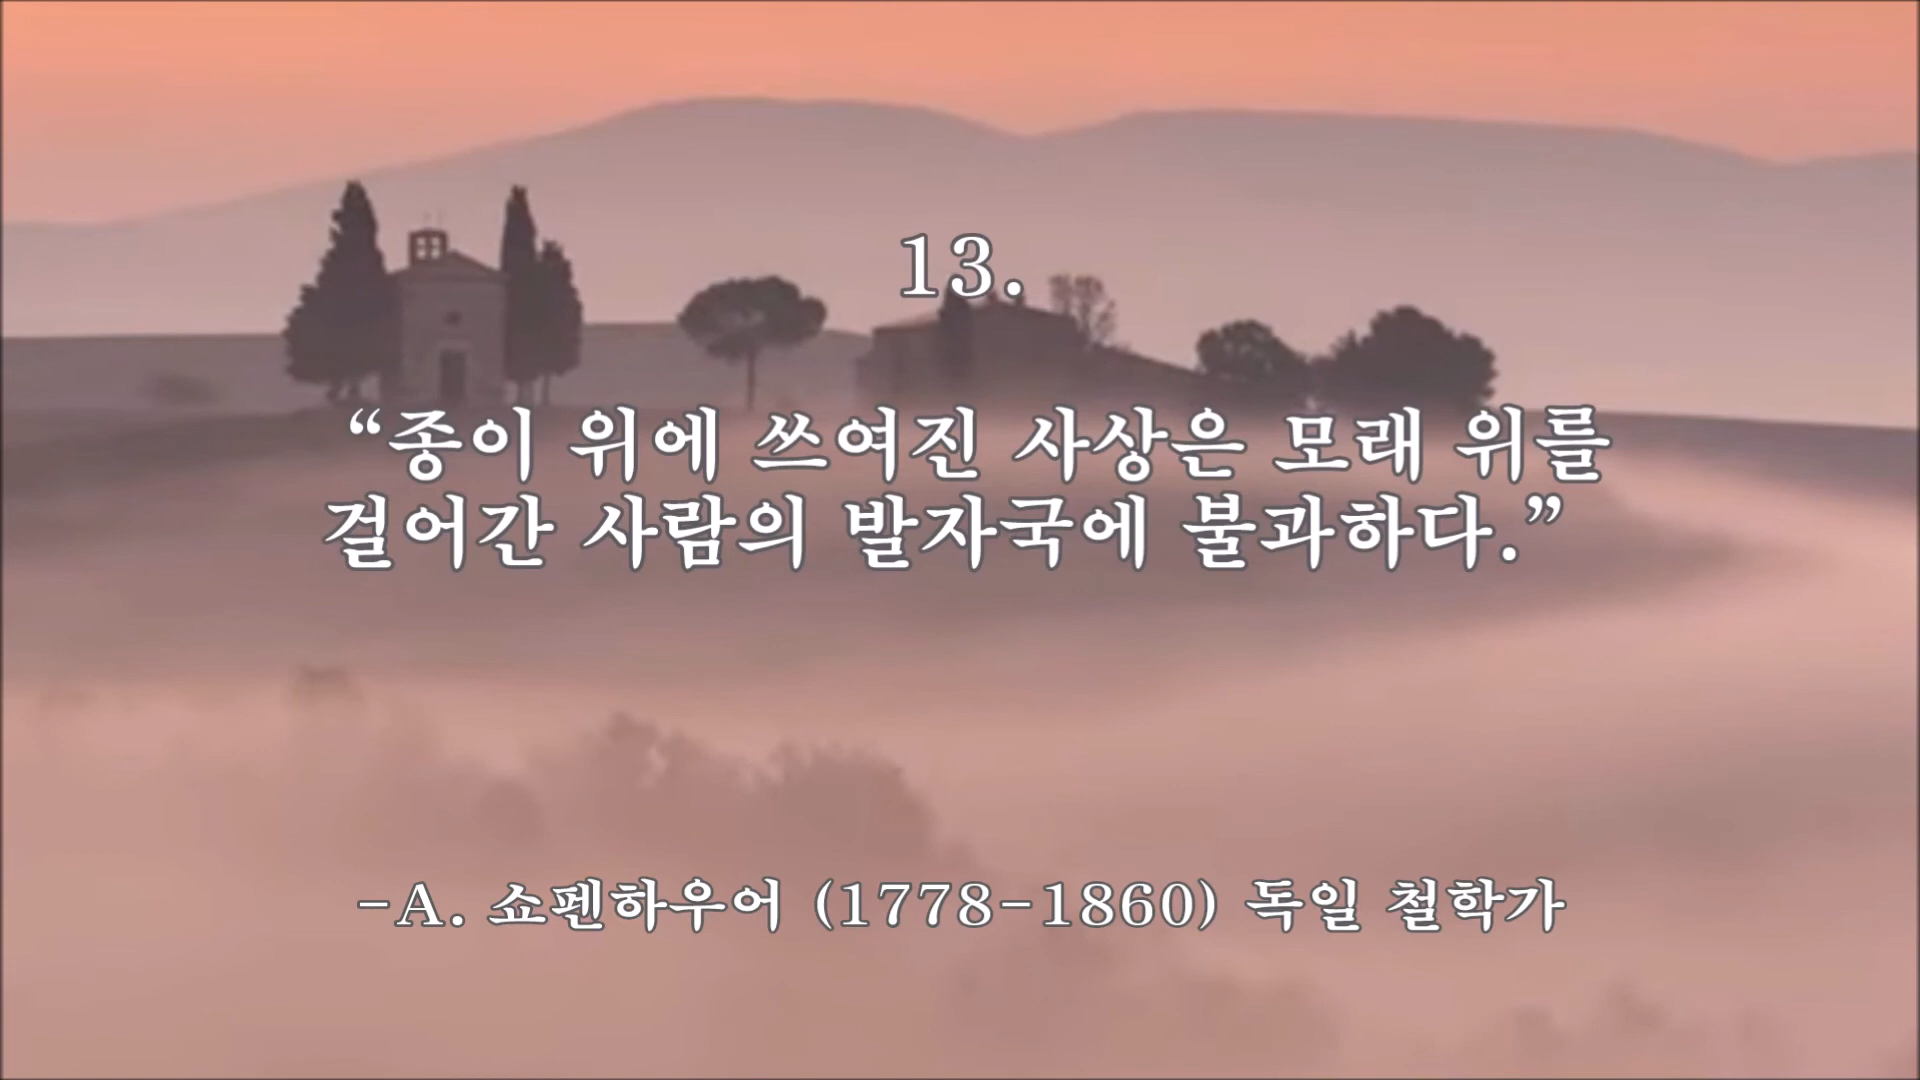 13.
“종이 위에 쓰여진 사상은 모래 위를
걸어간 사람의 발자국에 불과하다.”
-A. 쇼펜하우어 (1778-1860) 독일 철학가